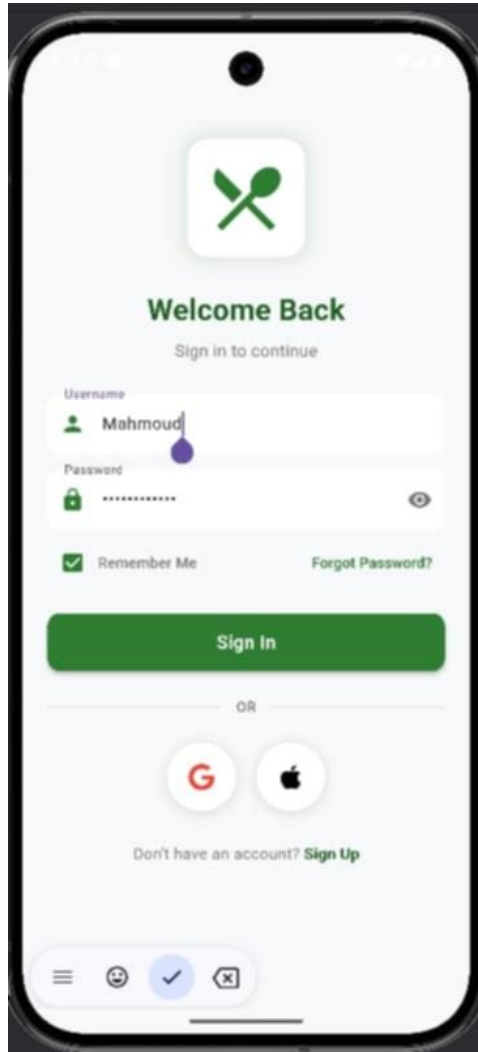 Welcome Back
Sign in to continue
Username
Mahmoud
Password
••••••••••••
Remember Me
Forgot Password?
Sign In
OR
G
Don't have an account? Sign Up